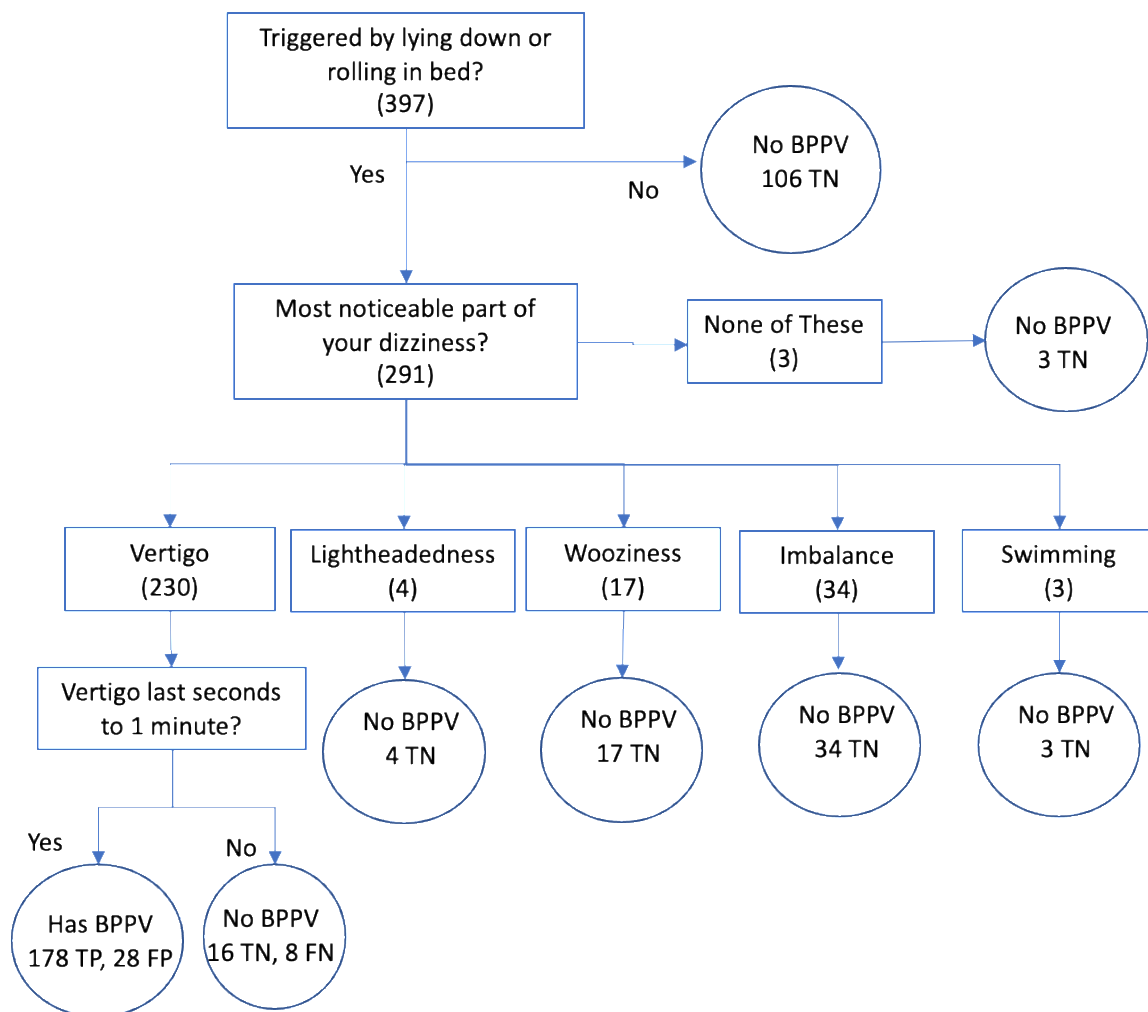 Triggered by lying down or
rolling in bed?
(397)
Yes
No
No BPPV
106 TN
Most noticeable part of
your dizziness?
(291)
None of These
(3)
No BPPV
3 TN
Vertigo
(230)
Lightheadedness
(4)
Wooziness
(17)
Imbalance
(34)
Swimming
(3)
Vertigo last seconds
to 1 minute?
No BPPV
4 TN
No BPPV
17 TN
No BPPV
34 TN
No BPPV
3 TN
Yes
No
Has BPPV
178 TP, 28 FP
No BPPV
16 TN, 8 FN